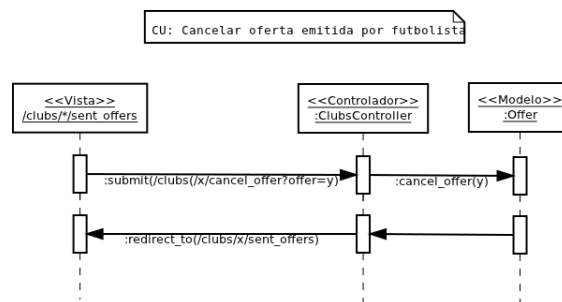 CU: Cancelar oferta emitida por futbolista
<<Vista>>
/clubs/*/sent_offers
<<Controlador>>
:ClubsController
<<Modelo>>
:Offer
:submit(/clubs(/x/cancel_offer?offer=y)
:cancel_offer(y)
:redirect_to(/clubs/x/sent_offers)